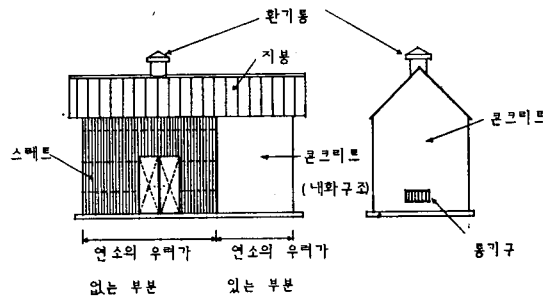 환기통
지붕
스레트
콘크리트
(내화구조)
콘크리트
통기구
연소의 우려가
없는 부분
연소의 우려가
있는 부분